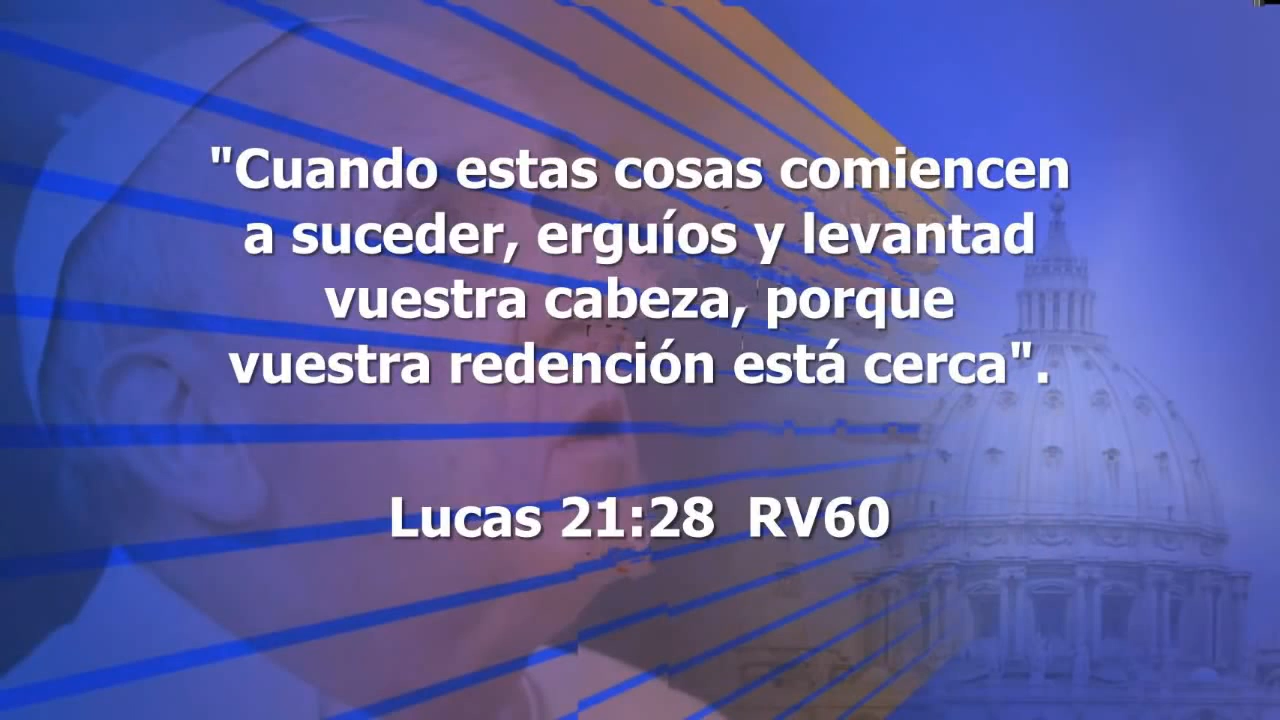 "Cuando estas cosas comiencen
a suceder, erguíos y levantad
vuestra cabeza, porque
vuestra redención está cerca".
Lucas 21:28 RV60